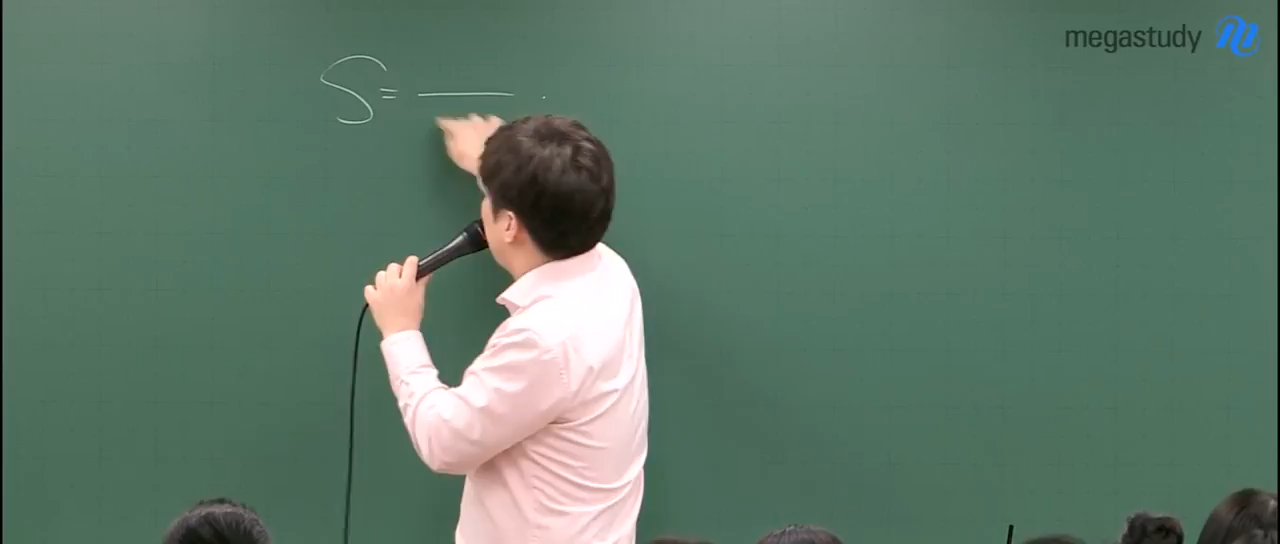 megastudy
S = —— .